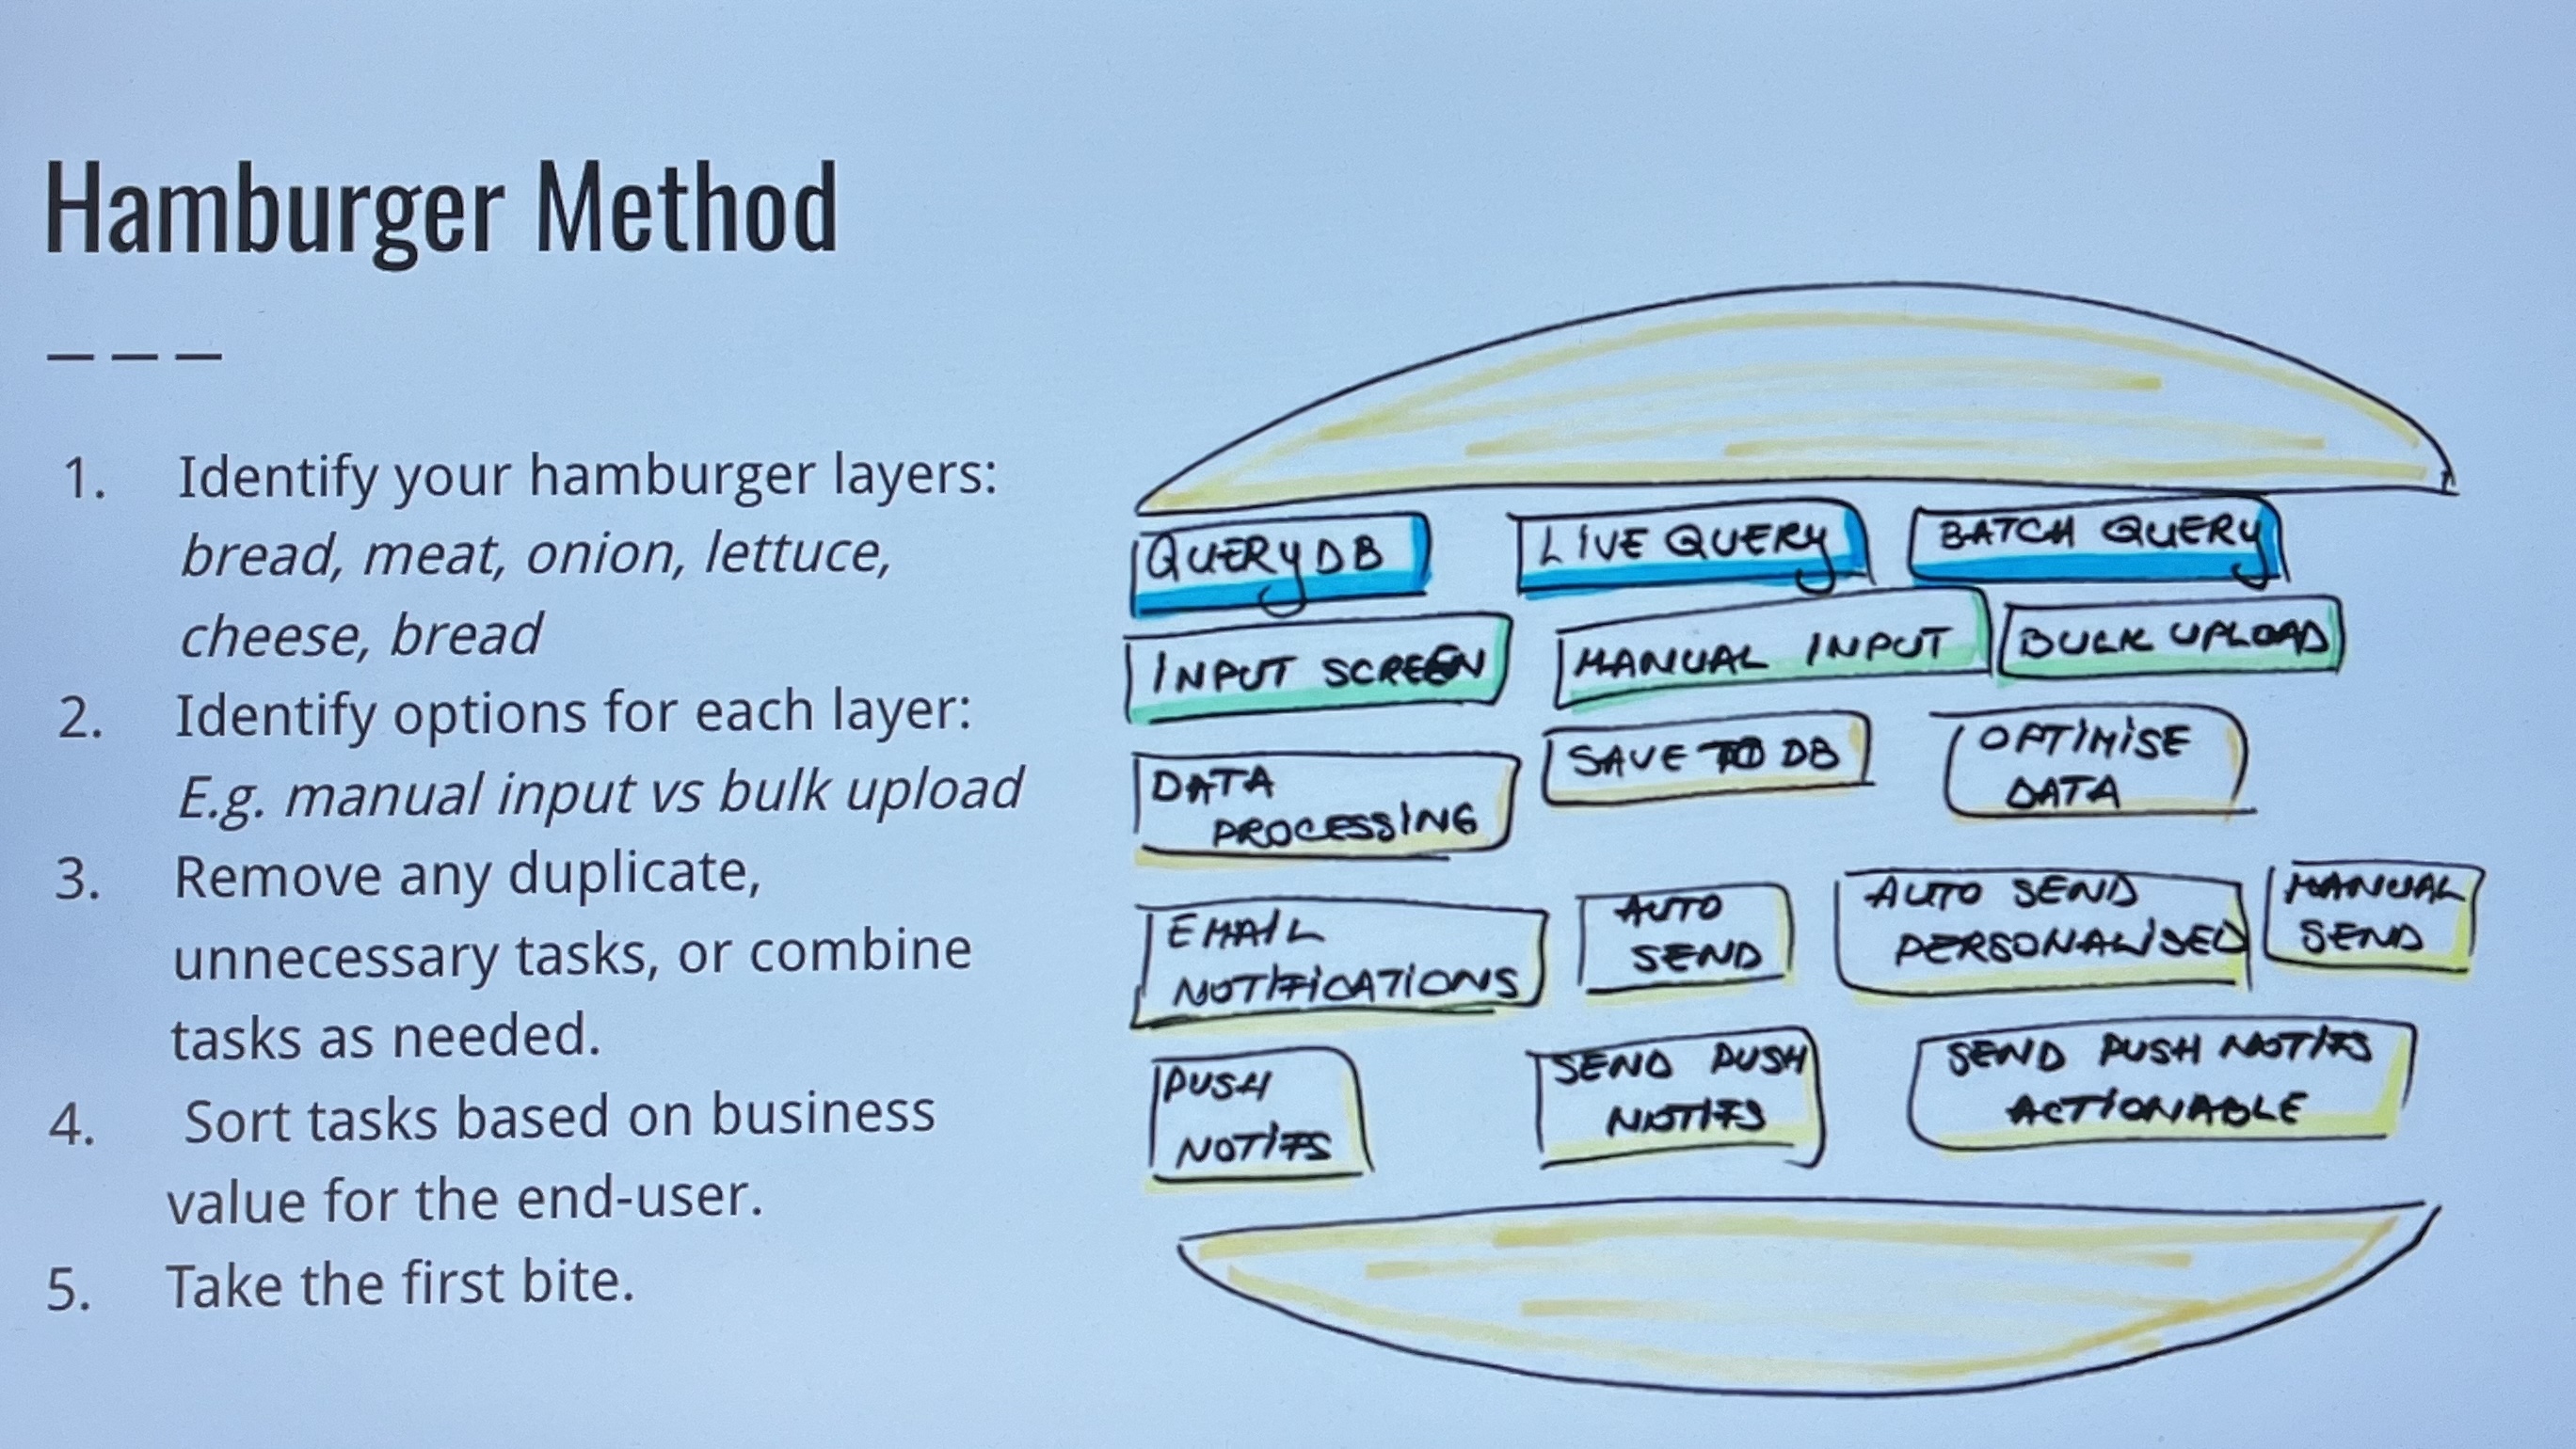 Hamburger Method
1. Identify your hamburger layers:
bread, meat, onion, lettuce,
cheese, bread
2. Identify options for each layer:
E.g. manual input vs bulk upload
3. Remove any duplicate,
unnecessary tasks, or combine
tasks as needed.
4. Sort tasks based on business
value for the end-user.
5. Take the first bite.
QUERY DB
LIVE QUERY
BATCH QUERY
INPUT SCREEN
MANUAL INPUT
BULK UPLOAD
DATA
PROCESSING
SAVE TO DB
OPTIMISE
DATA
EMAIL
NOTIFICATIONS
AUTO
SEND
AUTO SEND
PERSONALISED
MANUAL
SEND
PUSH
NOTIFS
SEND PUSH
NOTIFS
SEND PUSH NOTIFS
ACTIONABLE